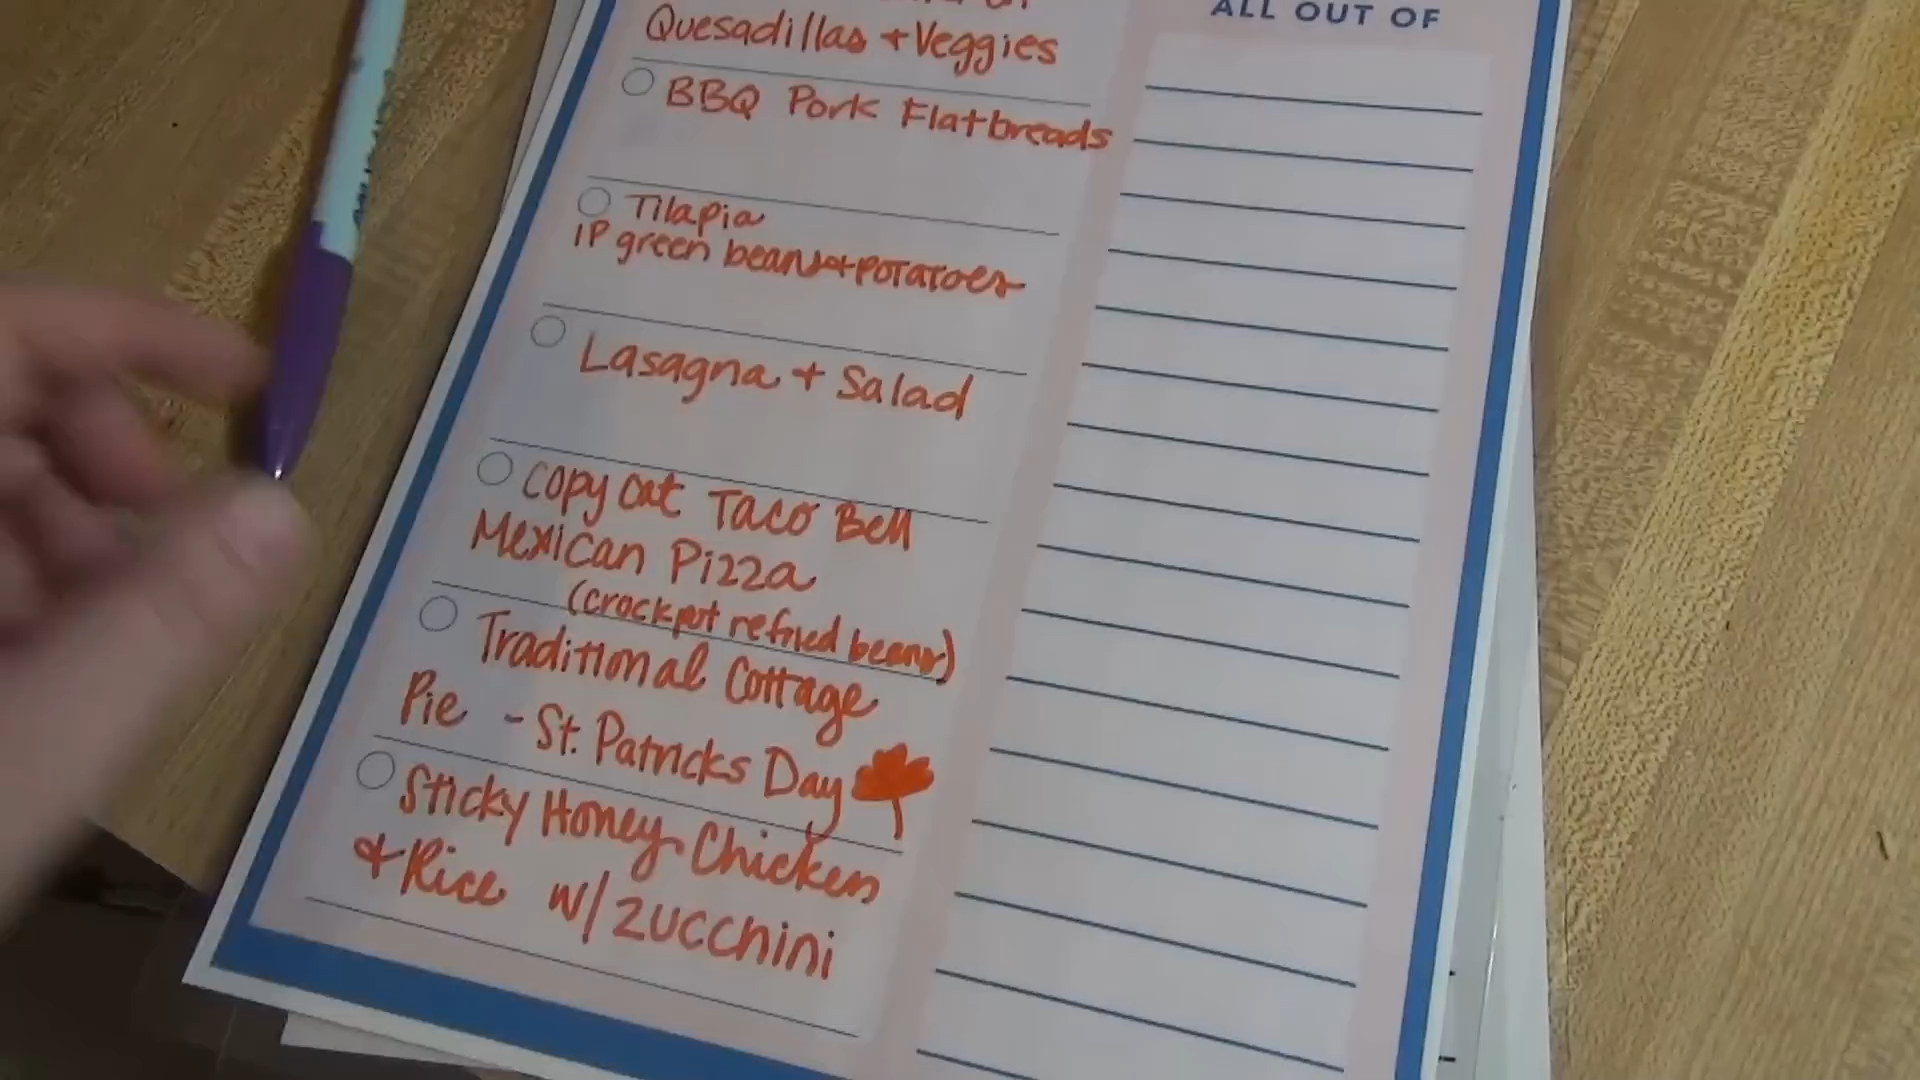 Quesadillas + Veggies
BBQ Pork Flatbreads
Tilapia
IP green beans + potatoes
Lasagna + Salad
Copy Cat Taco Bell
Mexican Pizza
(crockpot refried beans)
Traditional Cottage
Pie - St. Patricks Day
Sticky Honey Chicken
+ Rice w/ zucchini
ALL OUT OF